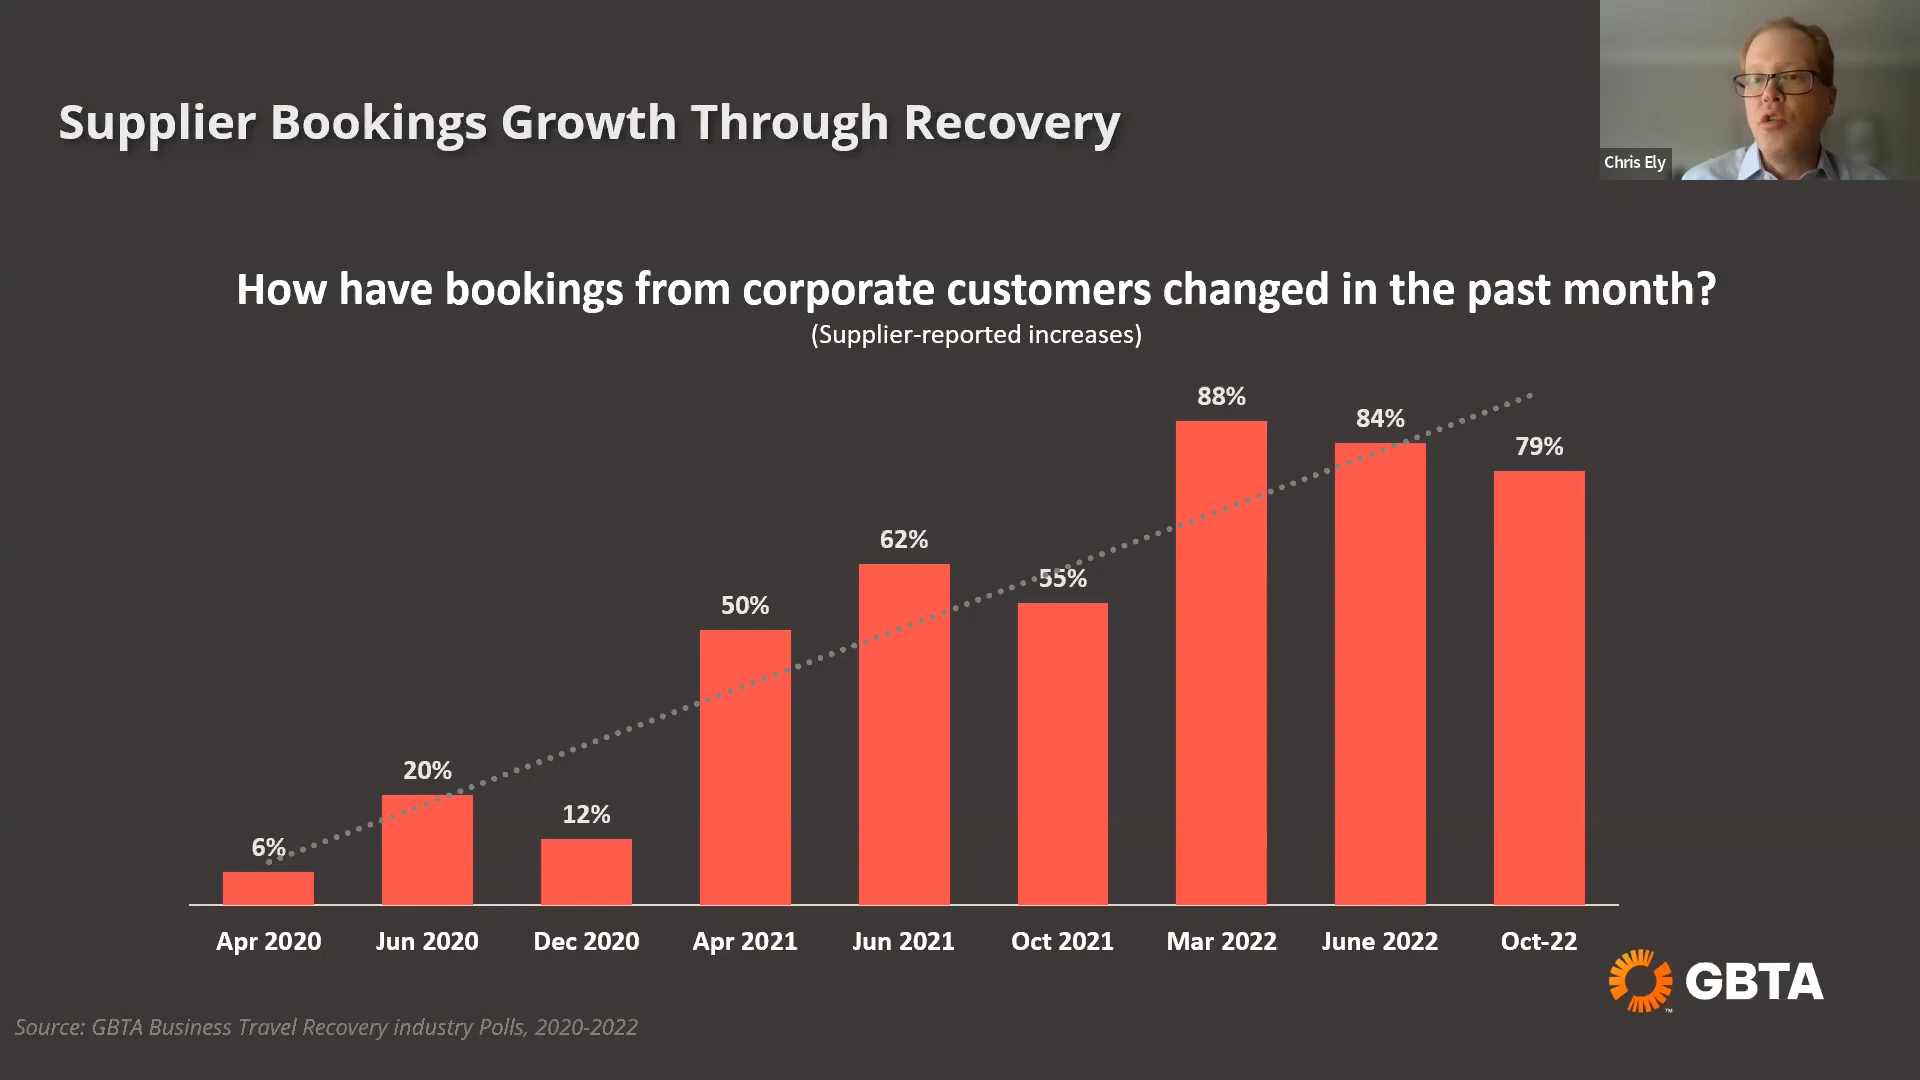 Supplier Bookings Growth Through Recovery
Chris Ely
How have bookings from corporate customers changed in the past month?
(Supplier-reported increases)
6%
20%
12%
50%
62%
55%
88%
84%
79%
Apr 2020
Jun 2020
Dec 2020
Apr 2021
Jun 2021
Oct 2021
Mar 2022
June 2022
Oct-22
GBTA
TM
Source: GBTA Business Travel Recovery industry Polls, 2020-2022